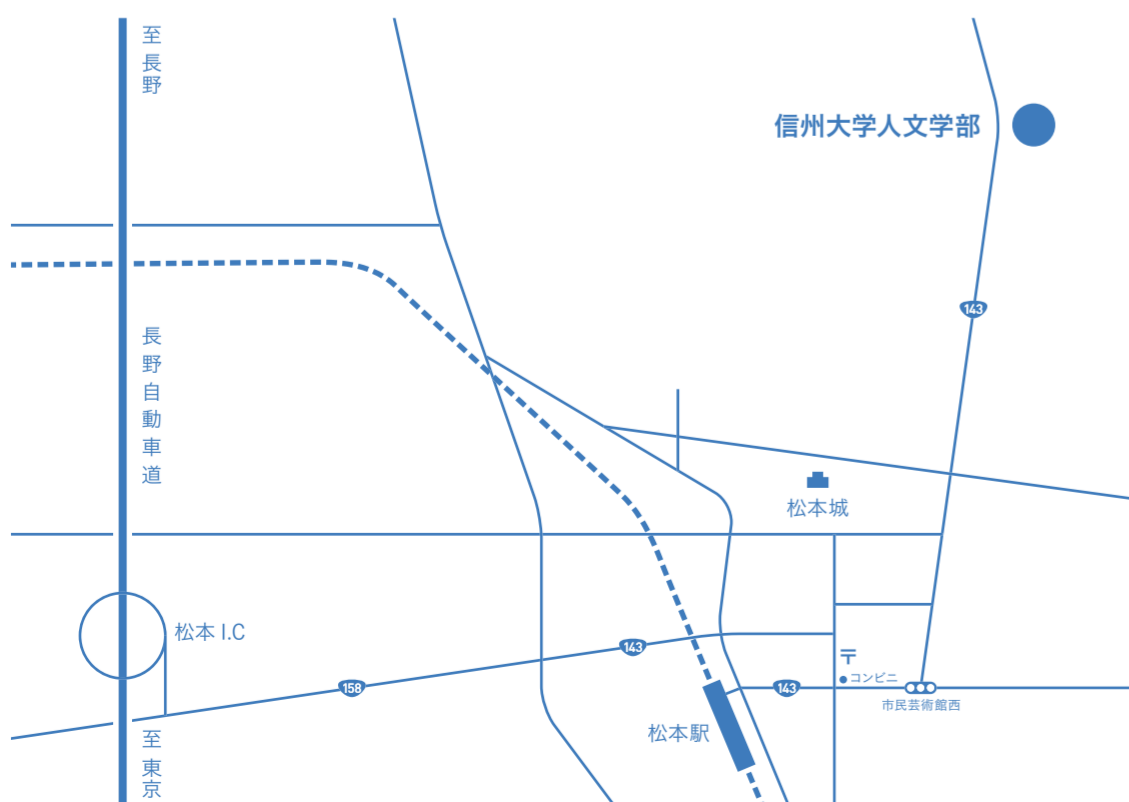 至長野
信州大学人文学部
143
長野自動車道
松本城
松本 I.C
143
〒
コンビニ
158
143
市民芸術館西
松本駅
至東京